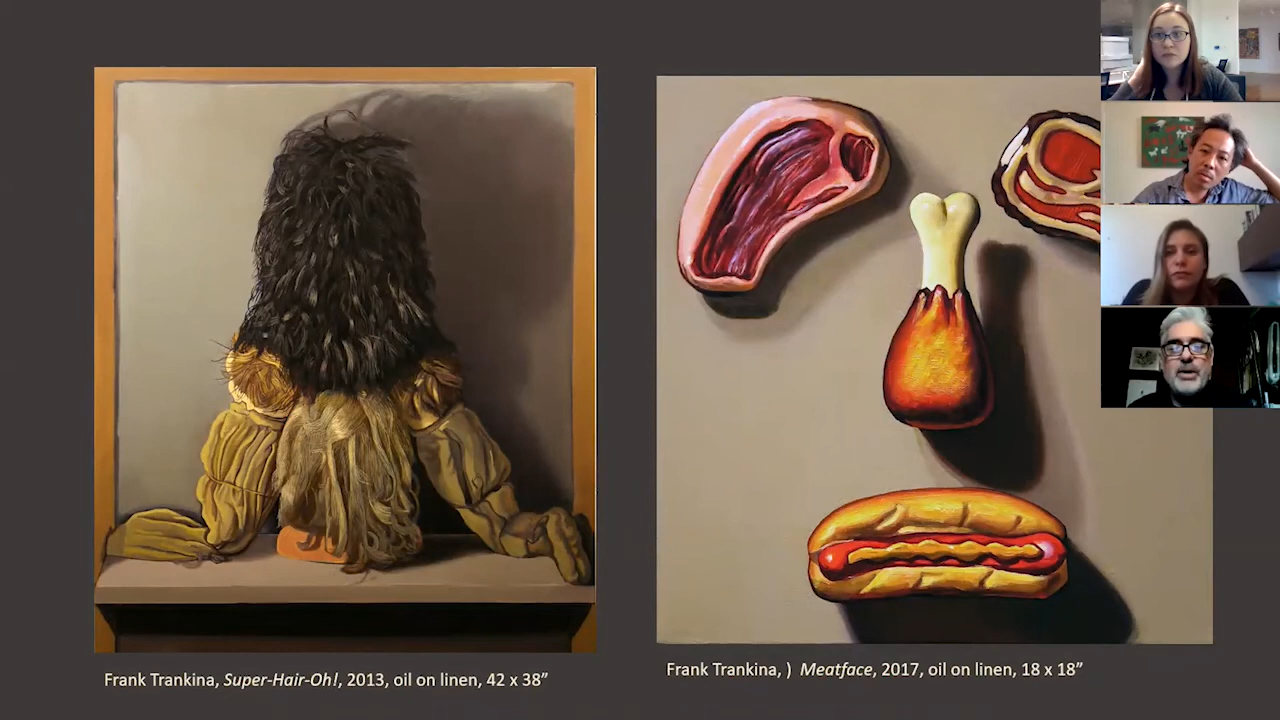 Frank Trankina, Super-Hair-Oh!, 2013, oil on linen, 42 x 38”
Frank Trankina, ) Meatface, 2017, oil on linen, 18 x 18”